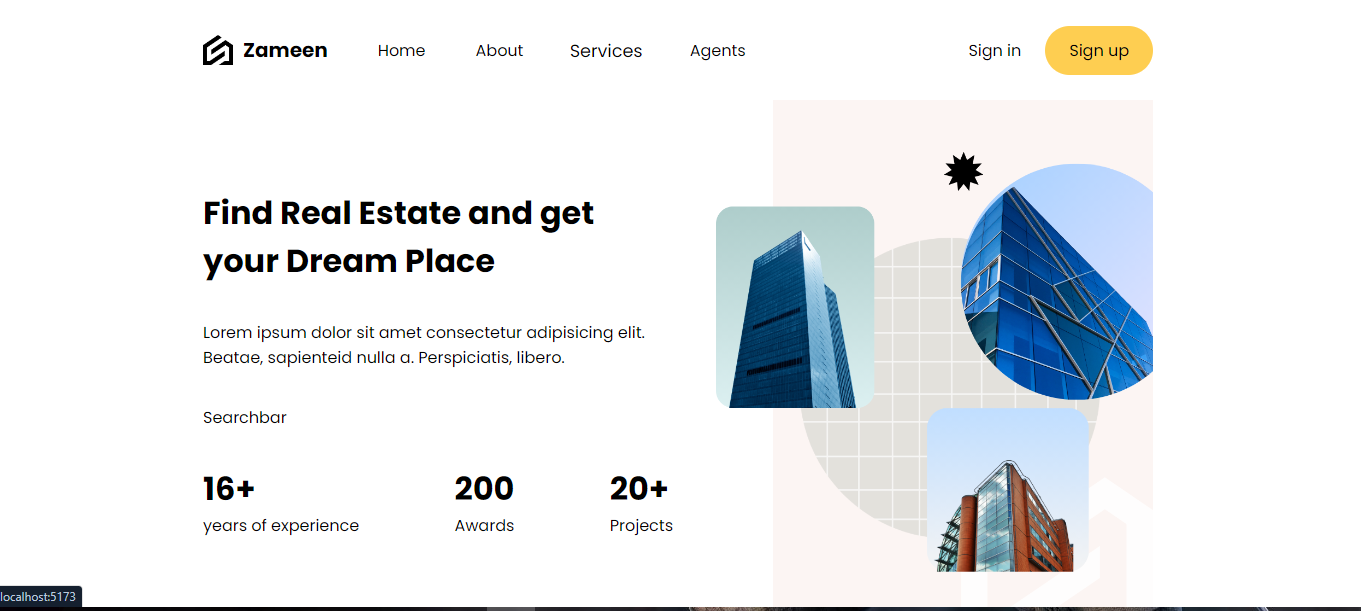 Zameen Home About Services Agents Sign in Sign up
Find Real Estate and get
your Dream Place
Lorem ipsum dolor sit amet consectetur adipisicing elit.
Beatae, sapienteid nulla a. Perspiciatis, libero.
Searchbar
16+ 200 20+
years of experience Awards Projects
localhost:5173